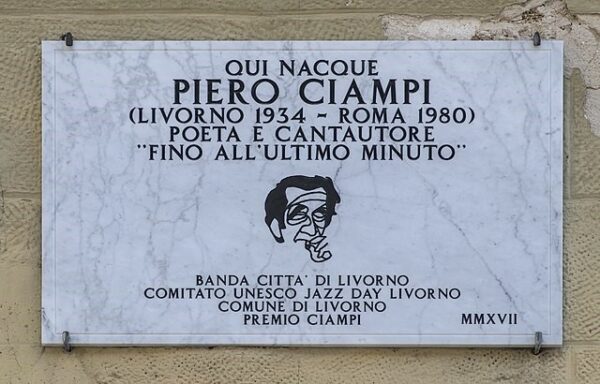 QUI NACQUE
PIERO CIAMPI
(LIVORNO 1934 - ROMA 1980)
POETA E CANTAUTORE
"FINO ALL'ULTIMO MINUTO"
BANDA CITTA' DI LIVORNO
COMITATO UNESCO JAZZ DAY LIVORNO
COMUNE DI LIVORNO
PREMIO CIAMPI MMXVII